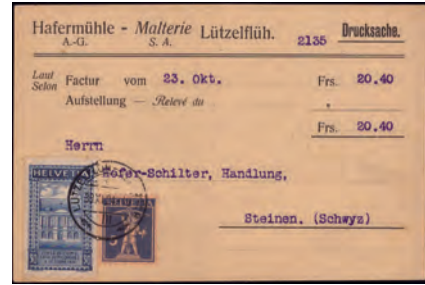 Hafermühle - Malterie Lützelflüh.
A.-G. S. A.
2135 Drucksache.
Laut Factur vom 23. Okt. Frs. 20.40
Selon Aufstellung — Relevé du
Frs. 20.40
Herrn
Hofer-Schilter, Handlung,
Steinen. (Schwyz)
HELVETIA